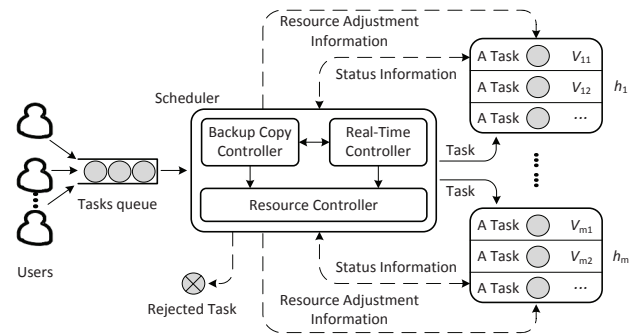 Resource Adjustment
Information
Status Information
Scheduler
Backup Copy
Controller
Real-Time
Controller
Resource Controller
Tasks queue
Users
Rejected Task
Task
Task
A Task V11
A Task V12
A Task ...
h1
A Task Vm1
A Task Vm2
A Task ...
hm
Status Information
Resource Adjustment
Information